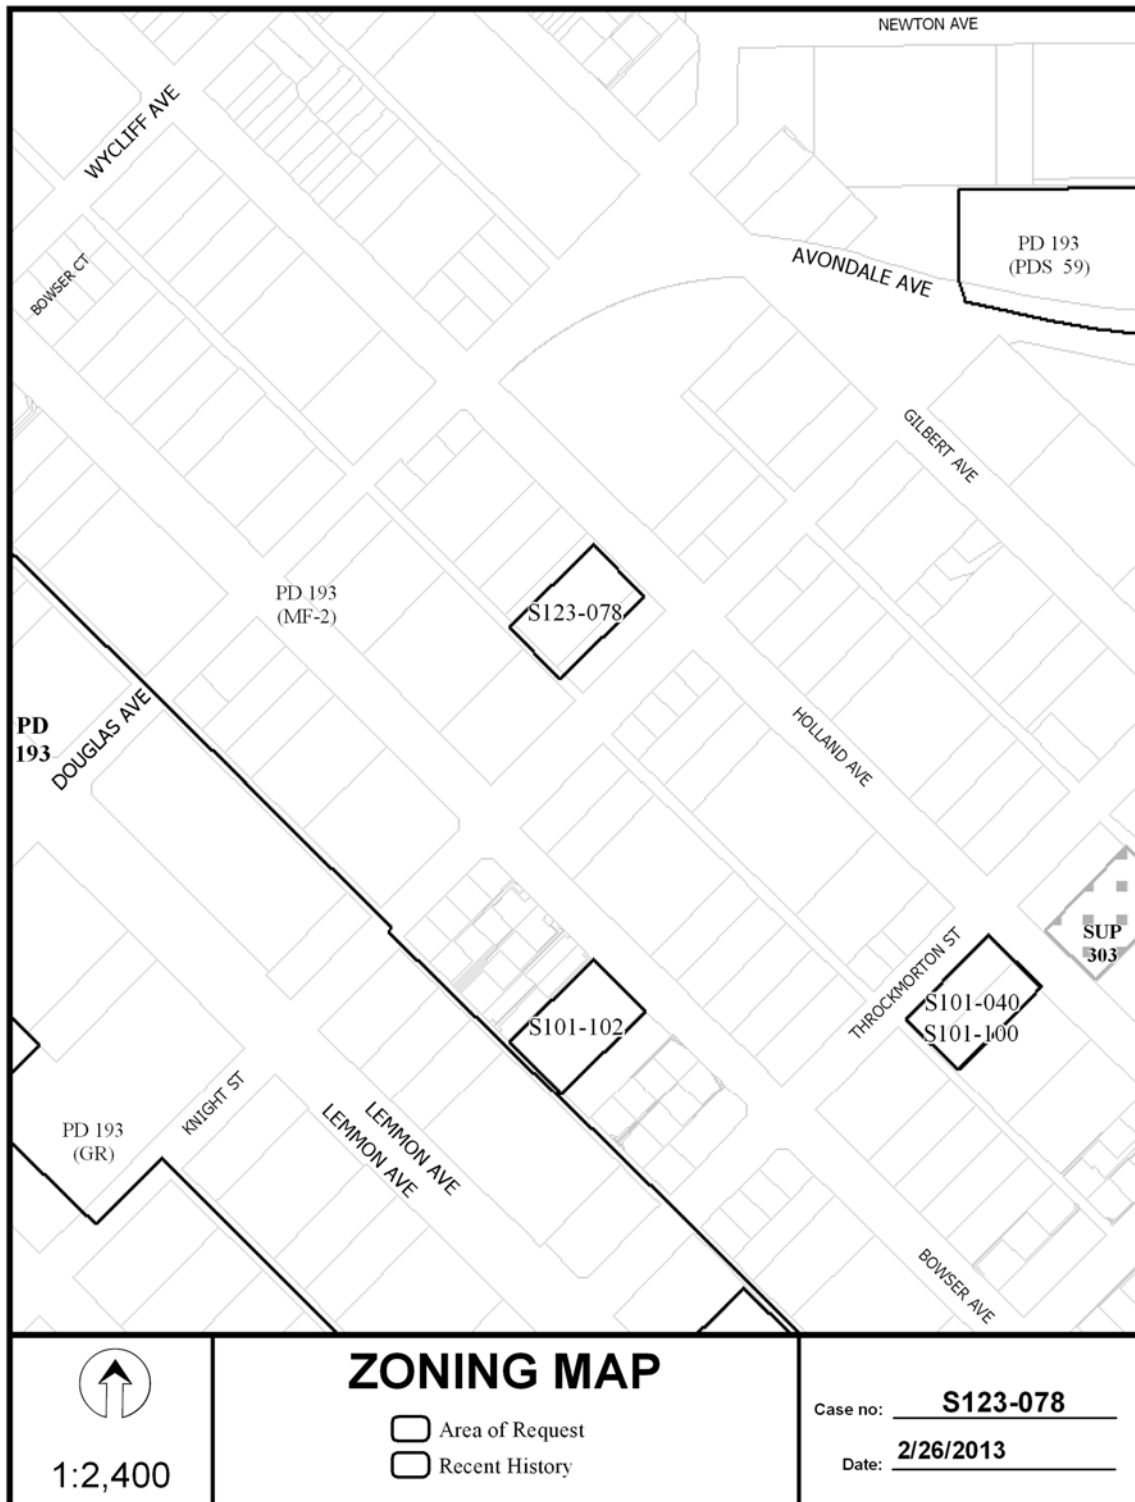 NEWTON AVE
WYCLIFF AVE
PD 193
(PDS 59)
AVONDALE AVE
BOWSER CT
GILBERT AVE
PD 193
(MF-2)
S123-078
PD
193
DOUGLAS AVE
HOLLAND AVE
SUP
303
THROCKMORTON ST
S101-040
S101-100
S101-102
KNIGHT ST
LEMMON AVE
LEMMON AVE
PD 193
(GR)
BOWSER AVE
1:2,400
ZONING MAP
Area of Request
Recent History
Case no: S123-078
Date: 2/26/2013